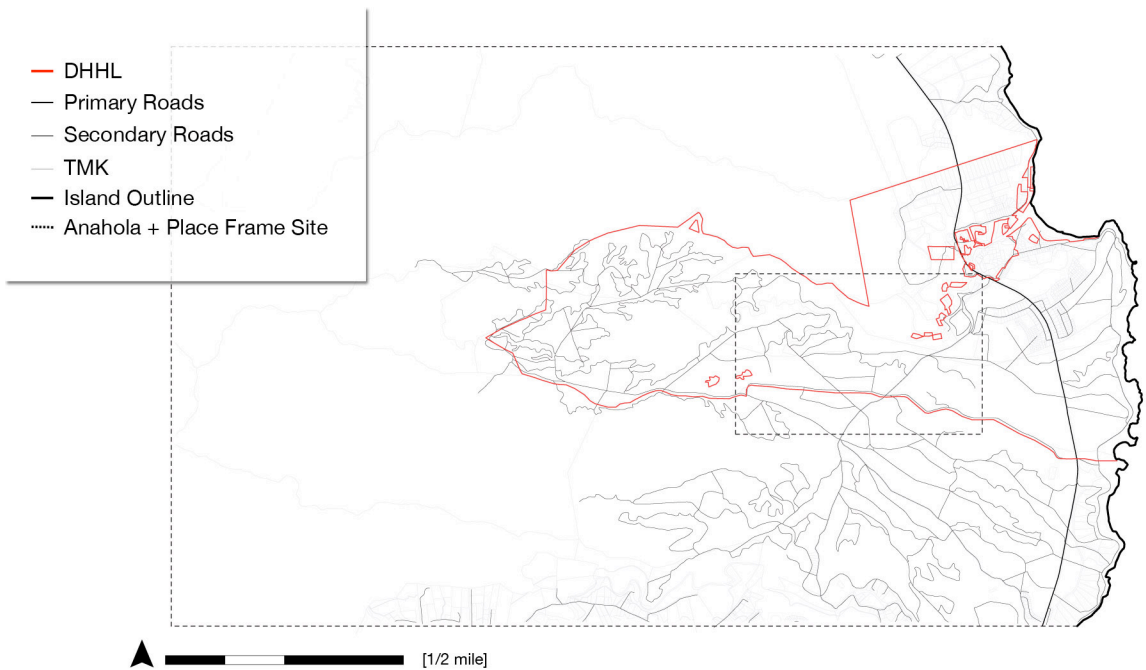 DHHL
Primary Roads
Secondary Roads
TMK
Island Outline
Anahola + Place Frame Site
[1/2 mile]